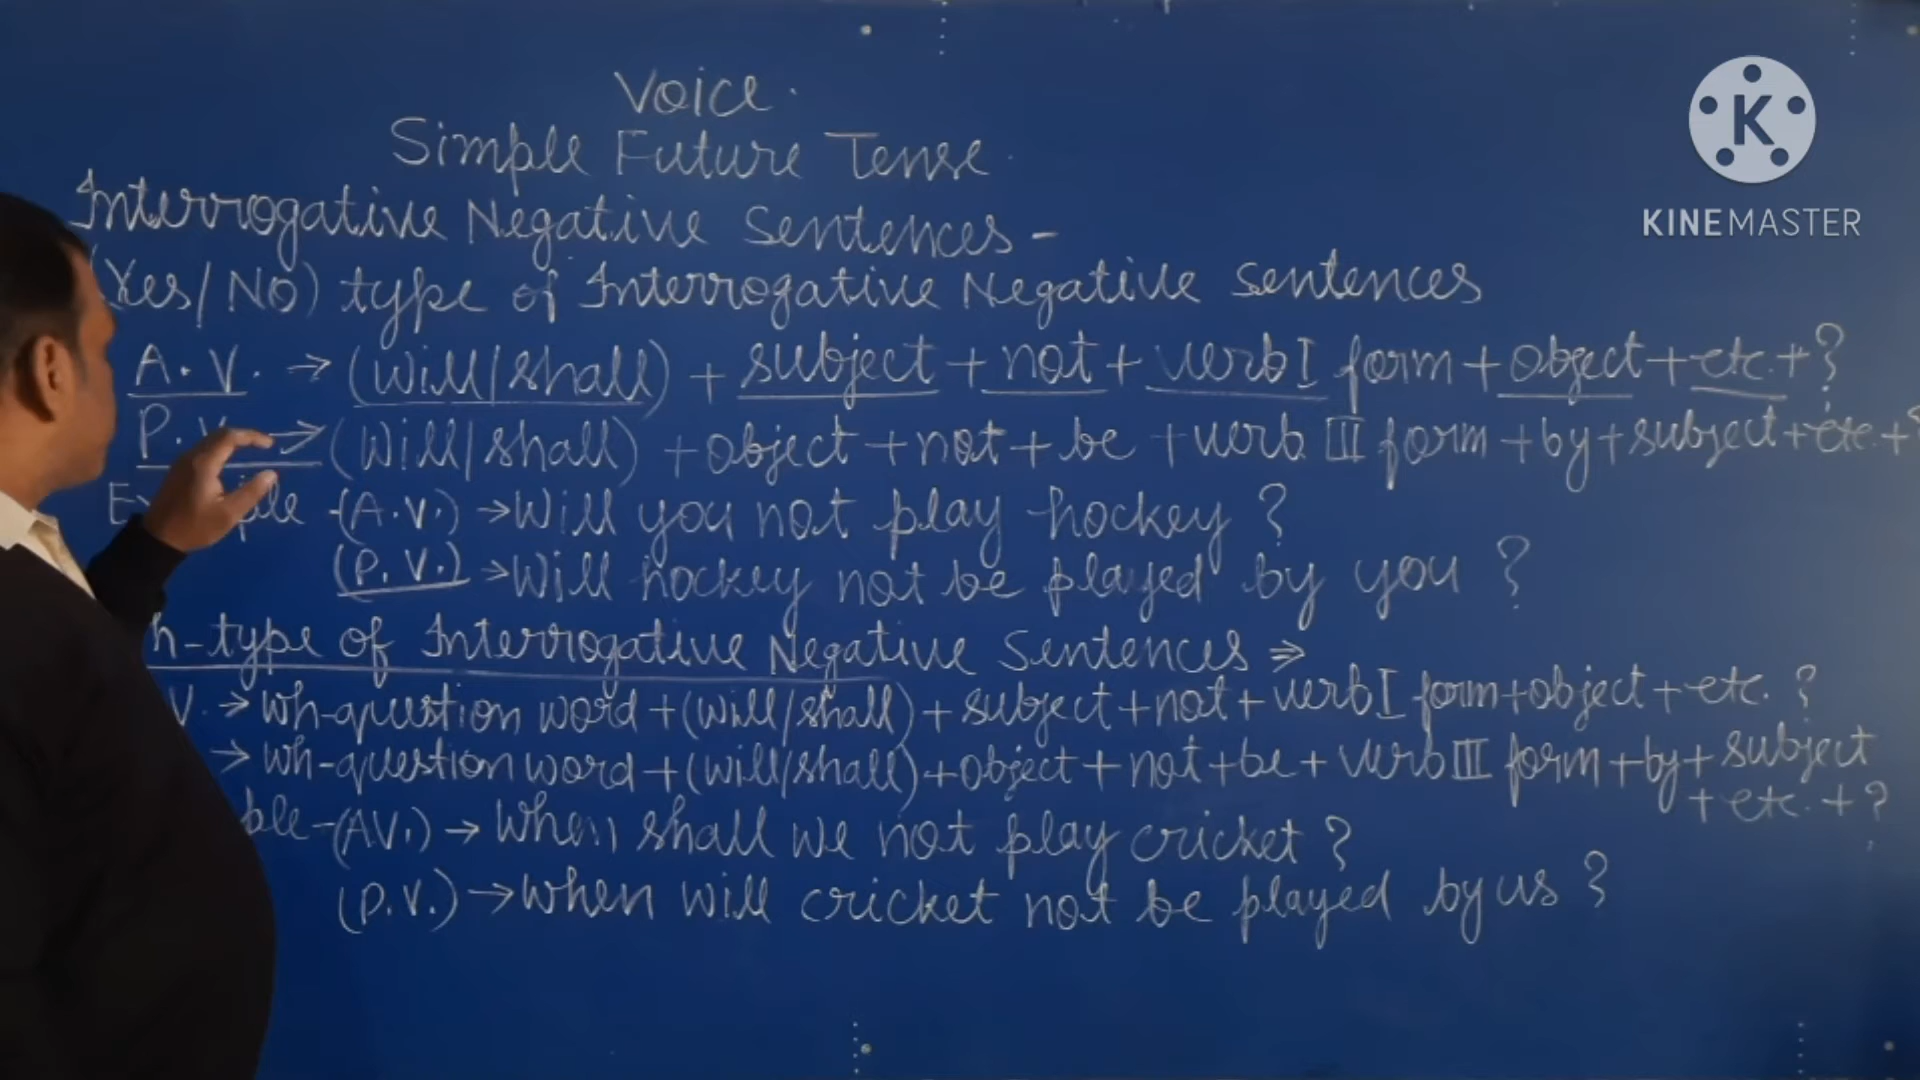 Voice.
Simple Future Tense.
Interrogative Negative Sentences -
(Yes/No) type of Interrogative Negative Sentences
A.V. → (Will/shall) + subject + not + verb I form + object + etc. + ?
P.V. → (Will/shall) + object + not + be + verb III form + by + subject + etc. + ?
(A.V.) → Will you not play hockey ?
(P.V.) → Will hockey not be played by you ?
h-type of Interrogative Negative Sentences ⇒
V. → wh-question word + (will/shall) + subject + not + verb I form + object + etc. ?
→ wh-question word + (will/shall) + object + not + be + verb III form + by + subject
+ etc. + ?
ble - (AV.) → When shall we not play cricket ?
(P.V.) → When will cricket not be played by us ?
K
KINEMASTER